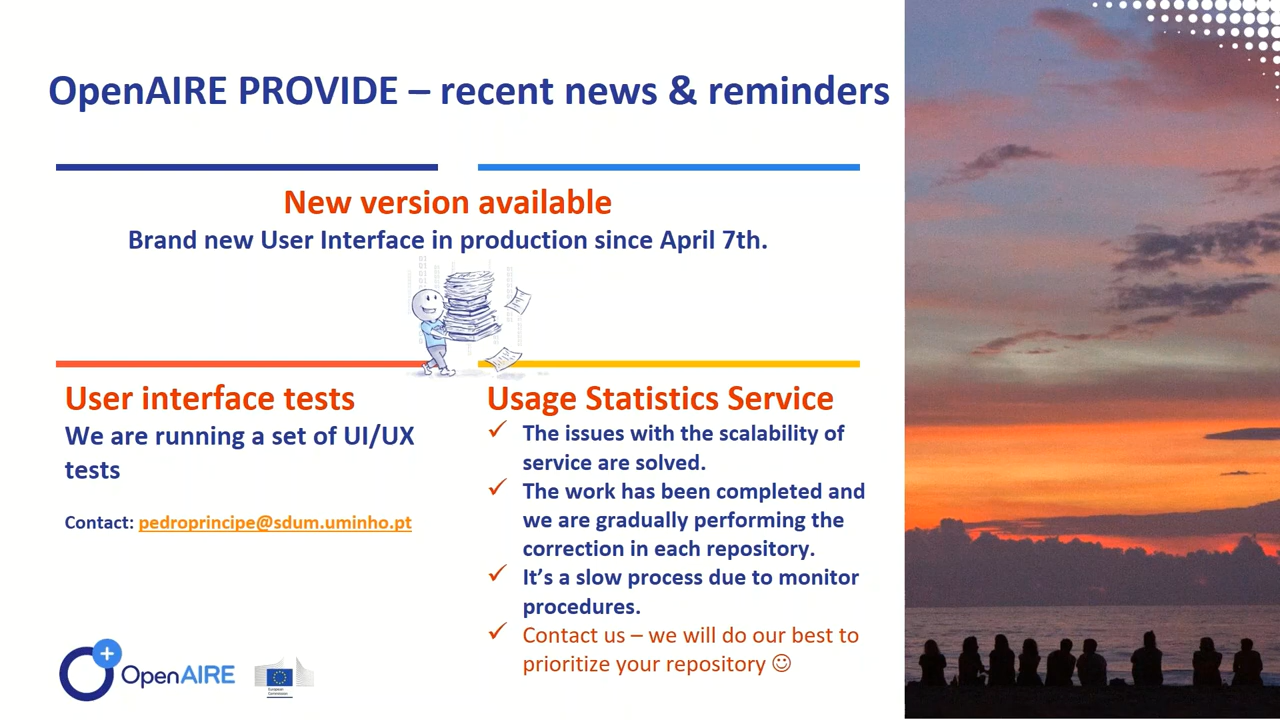 OpenAIRE PROVIDE – recent news & reminders
New version available
Brand new User Interface in production since April 7th.
User interface tests
We are running a set of UI/UX
tests
Contact: pedroprincipe@sdum.uminho.pt
Usage Statistics Service
✓ The issues with the scalability of
service are solved.
✓ The work has been completed and
we are gradually performing the
correction in each repository.
✓ It’s a slow process due to monitor
procedures.
✓ Contact us – we will do our best to
prioritize your repository ☺
OpenAIRE
European
Commission